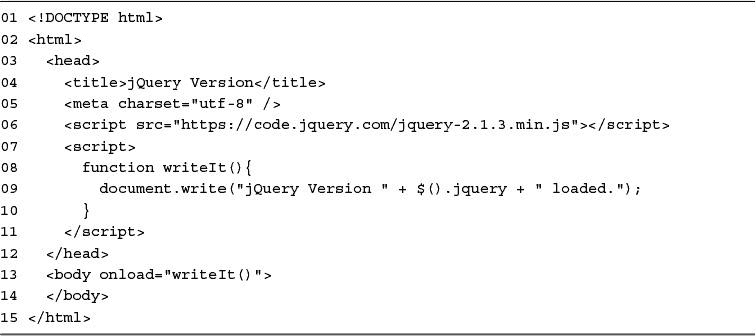 01 <!DOCTYPE html>
02 <html>
03   <head>
04     <title>jQuery Version</title>
05     <meta charset="utf-8" />
06     <script src="https://code.jquery.com/jquery-2.1.3.min.js"></script>
07     <script>
08       function writeIt(){
09         document.write("jQuery Version " + $().jquery + " loaded.");
10       }
11     </script>
12   </head>
13   <body onload="writeIt()">
14   </body>
15 </html>